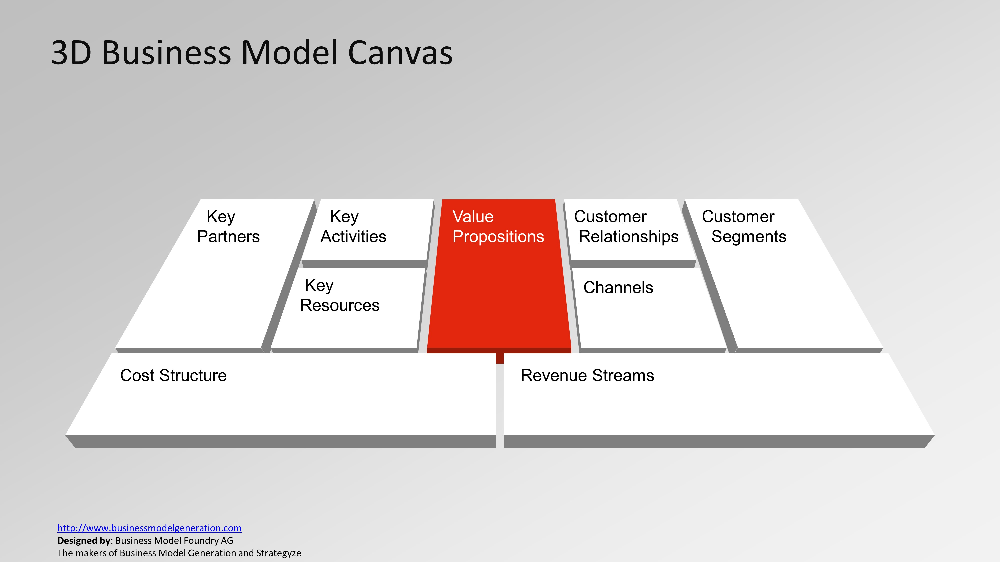 3D Business Model Canvas
Key
Partners
Key
Activities
Value
Propositions
Customer
Relationships
Customer
Segments
Key
Resources
Channels
Cost Structure
Revenue Streams
http://www.businessmodelgeneration.com
Designed by: Business Model Foundry AG
The makers of Business Model Generation and Strategyze